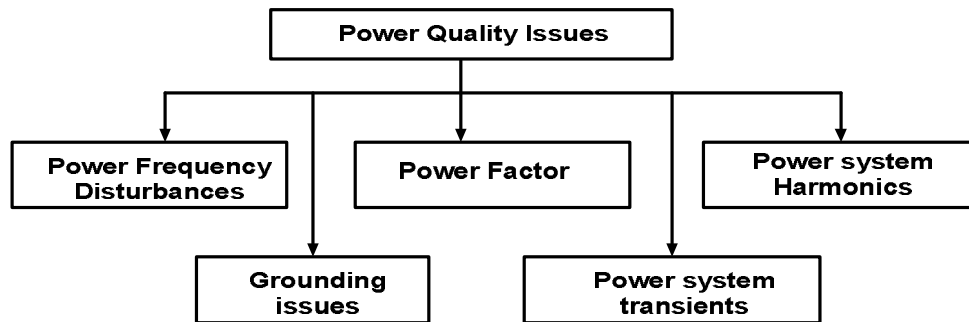 Power Quality Issues
Power Frequency
Disturbances
Power Factor
Power system
Harmonics
Grounding
issues
Power system
transients